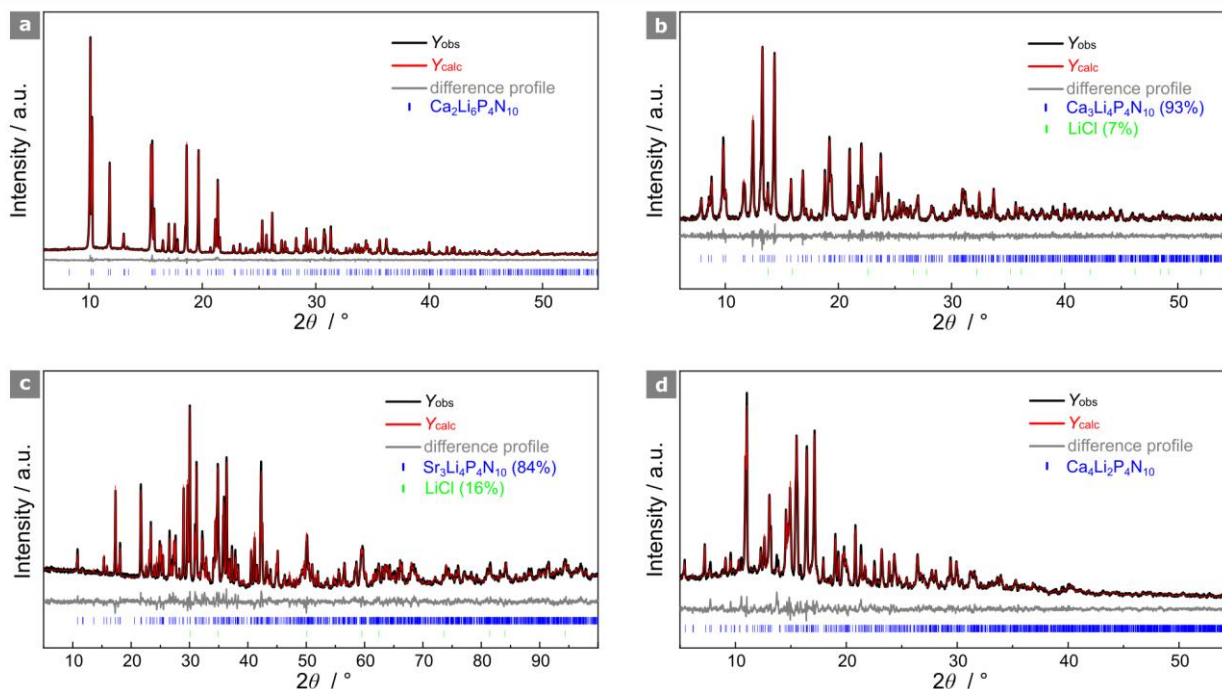 a
Intensity / a.u.
Yobs
Ycalc
difference profile
Ca2Li6P4N10
10 20 30 40 50
2θ / °
b
Intensity / a.u.
Yobs
Ycalc
difference profile
Ca3Li4P4N10 (93%)
LiCl (7%)
10 20 30 40 50
2θ / °
c
Intensity / a.u.
Yobs
Ycalc
difference profile
Sr3Li4P4N10 (84%)
LiCl (16%)
10 20 30 40 50 60 70 80 90
2θ / °
d
Intensity / a.u.
Yobs
Ycalc
difference profile
Ca4Li2P4N10
10 20 30 40 50
2θ / °